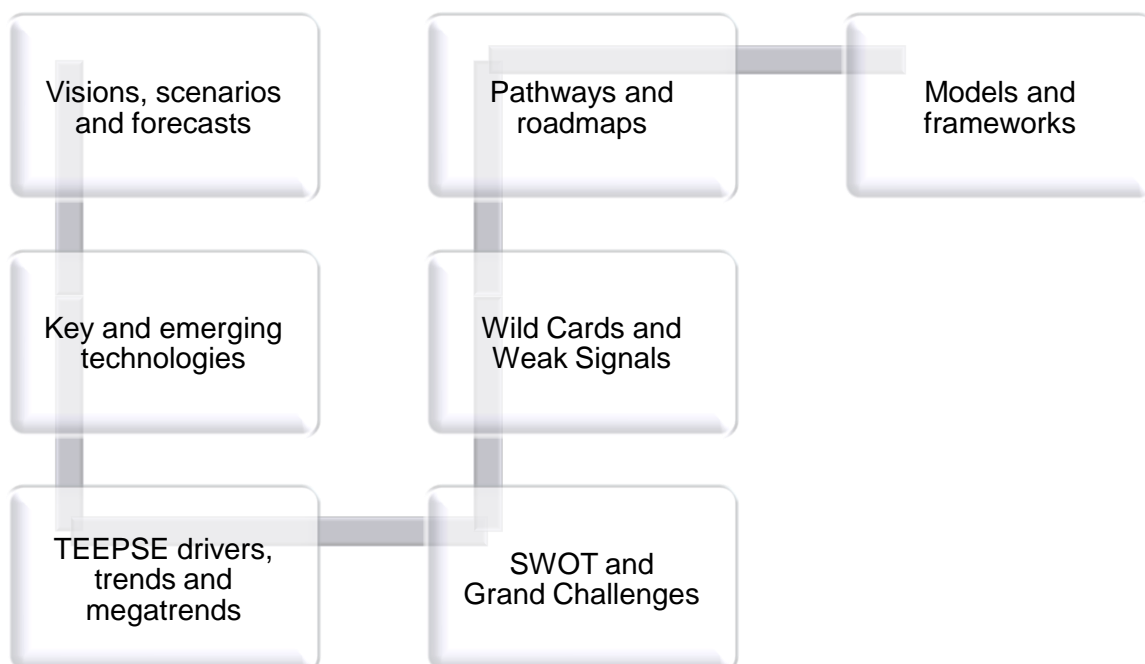 Visions, scenarios
and forecasts
Key and emerging
technologies
TEEPSE drivers,
trends and
megatrends
SWOT and
Grand Challenges
Wild Cards and
Weak Signals
Pathways and
roadmaps
Models and
frameworks